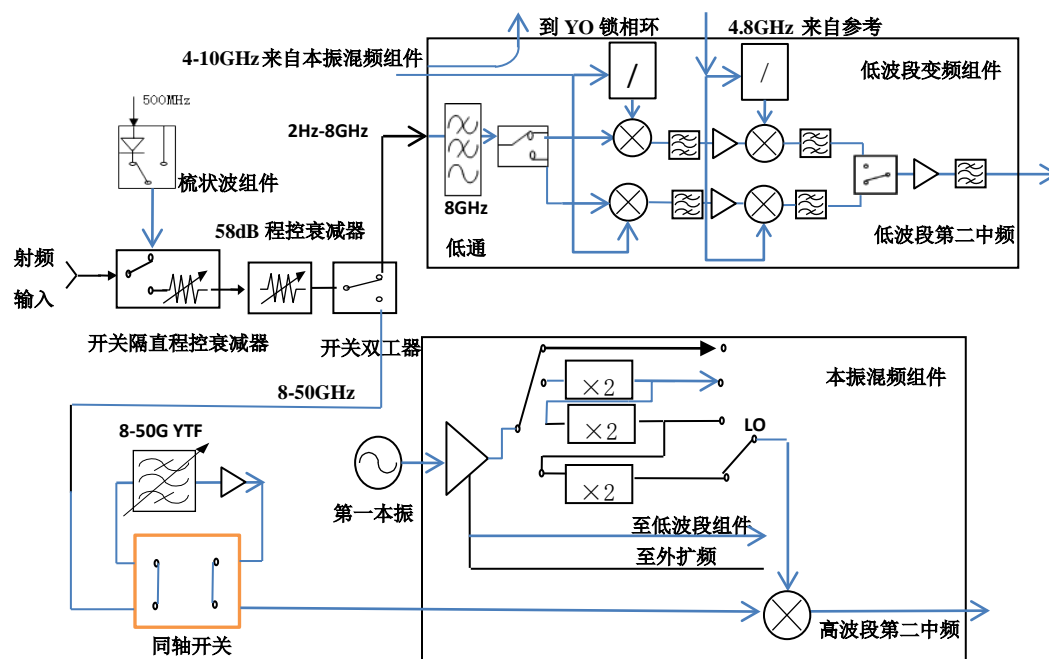 到 YO 锁相环
4.8GHz 来自参考
4-10GHz 来自本振混频组件
/
/
低波段变频组件
500MHz
2Hz-8GHz
梳状波组件
8GHz
58dB 程控衰减器
低通
低波段第二中频
射频
输入
开关隔直程控衰减器
开关双工器
8-50GHz
×2
本振混频组件
8-50G YTF
×2
LO
×2
第一本振
至低波段组件
至外扩频
同轴开关
高波段第二中频